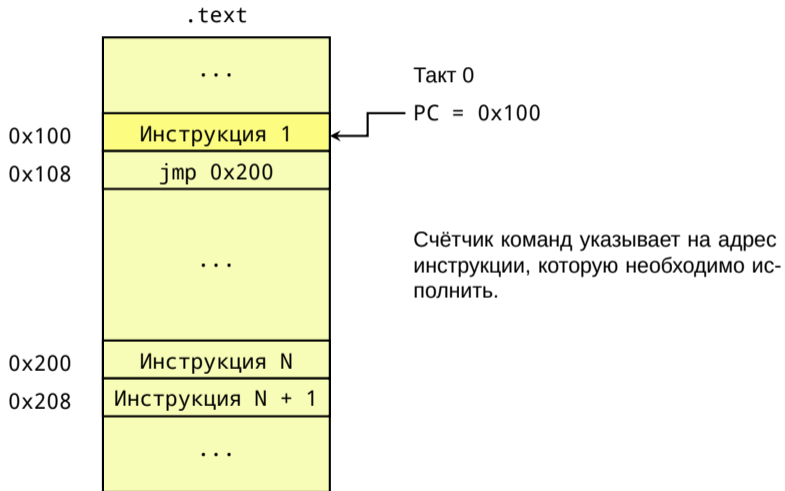 .text
...
Такт 0
PC = 0x100
0x100 Инструкция 1
0x108 jmp 0x200
Счётчик команд указывает на адрес
инструкции, которую необходимо ис-
полнить.
...
0x200 Инструкция N
0x208 Инструкция N + 1
...